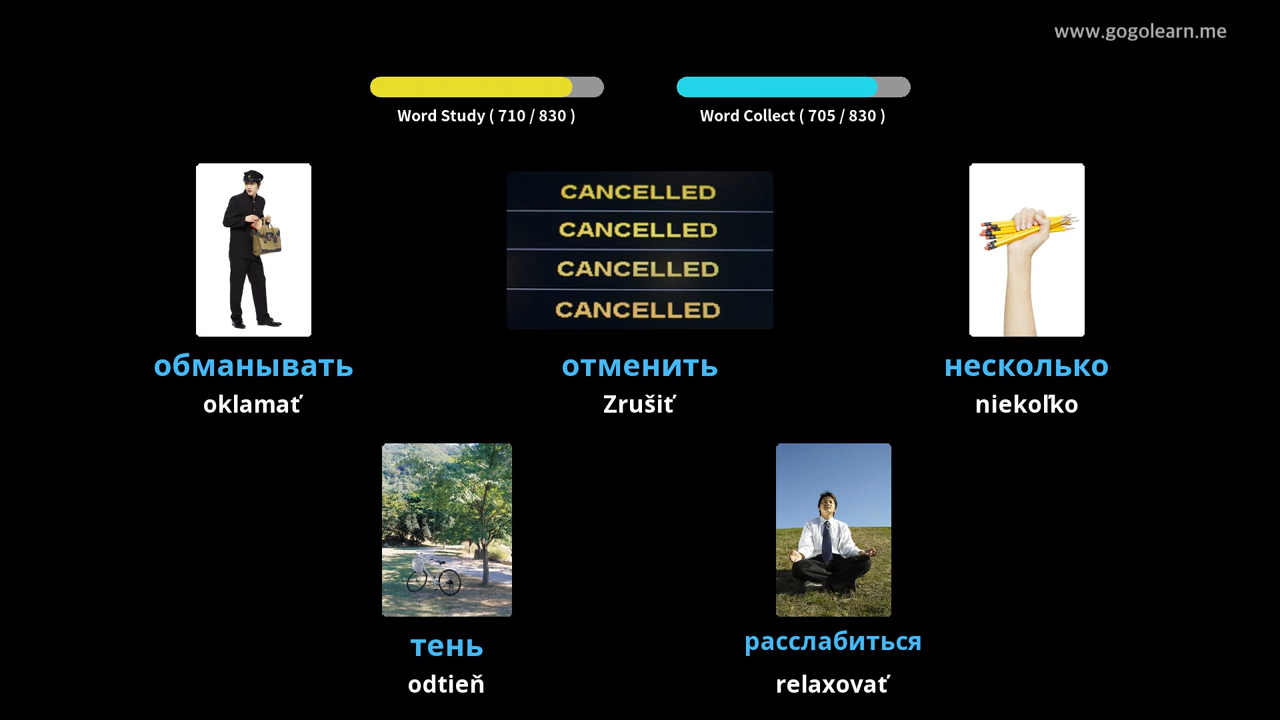 www.gogolearn.me
Word Study ( 710 / 830 )
Word Collect ( 705 / 830 )
CANCELLED
CANCELLED
CANCELLED
CANCELLED
обманывать
отменить
несколько
oklamať
Zrušiť
niekoľko
тень
расслабиться
odtieň
relaxovať